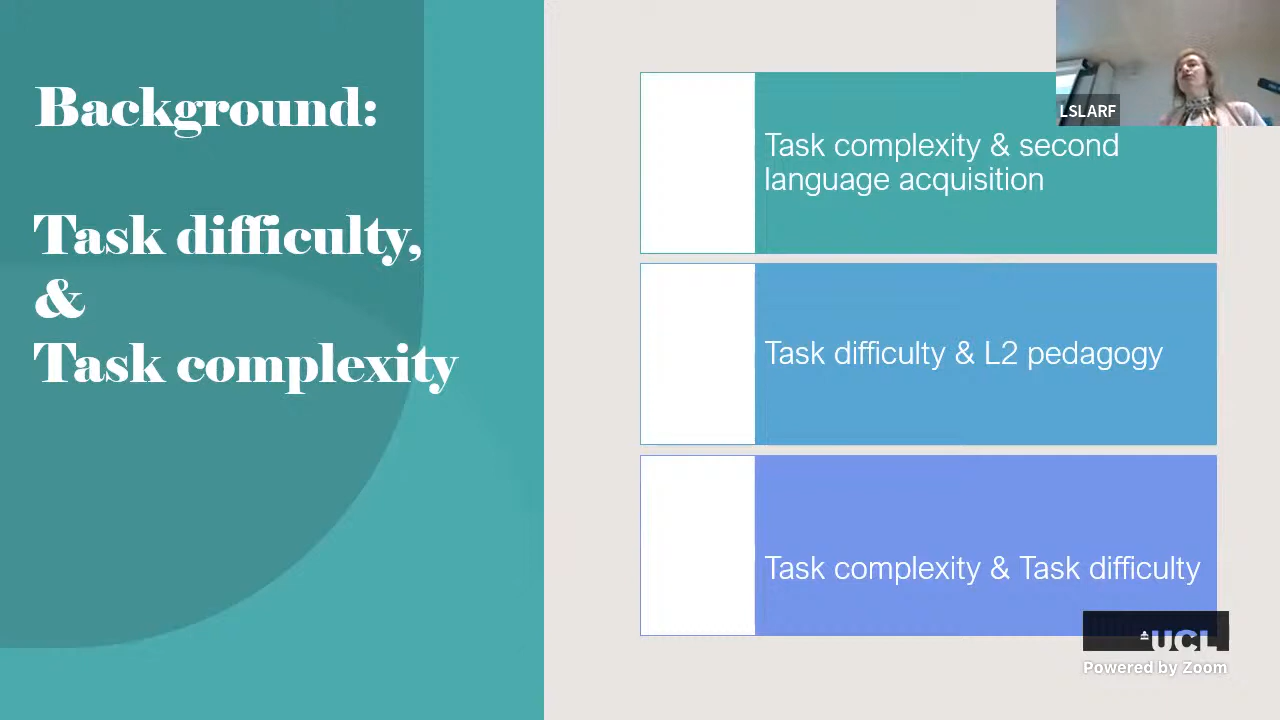 Background:
Task difficulty,
&
Task complexity
LSLARF
Task complexity & second
language acquisition
Task difficulty & L2 pedagogy
Task complexity & Task difficulty
UCL
Powered by Zoom